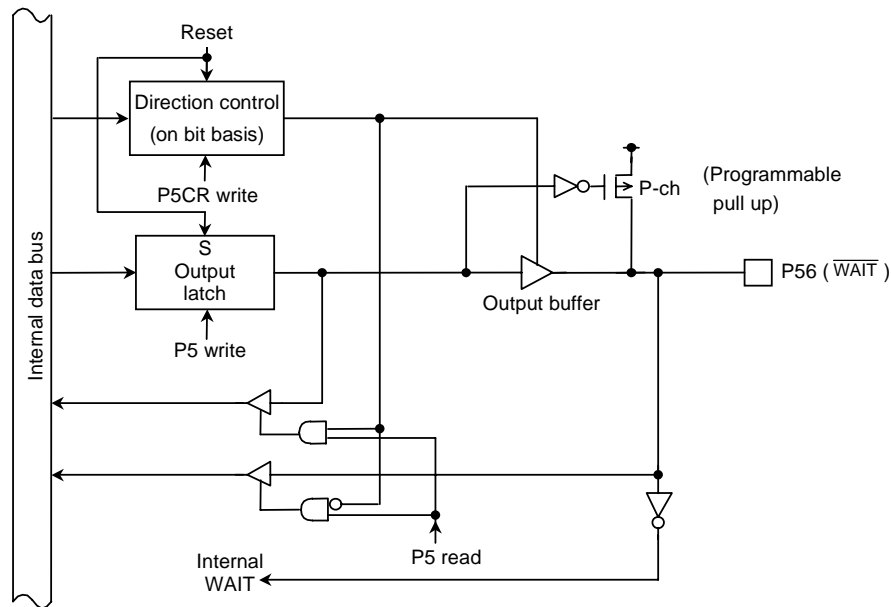 Reset
Direction control
(on bit basis)
P5CR write
S
Output
latch
P5 write
Internal data bus
P-ch
(Programmable
pull up)
Output buffer
P56 ( WAIT )
P5 read
Internal
WAIT